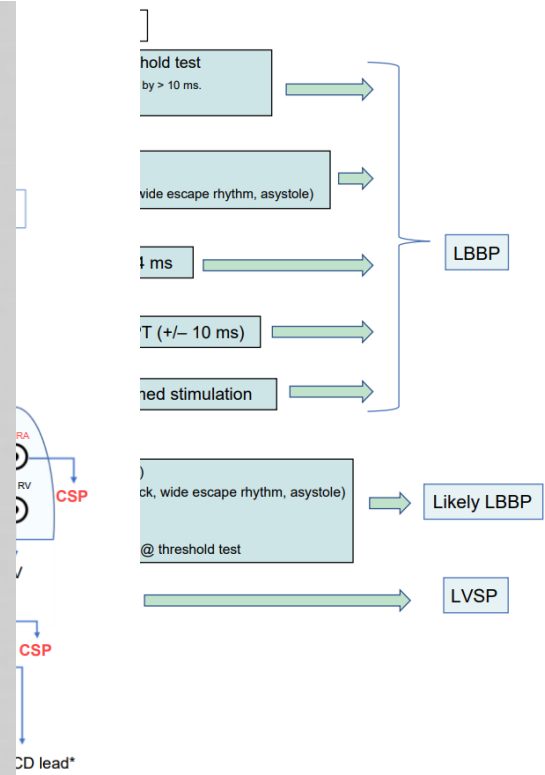 hold test
by > 10 ms.
wide escape rhythm, asystole)
LBBP
4 ms
T (+/– 10 ms)
ned stimulation
RA
RV
CSP
)
ck, wide escape rhythm, asystole)
Likely LBBP
@ threshold test
V
LVSP
CSP
CD lead*